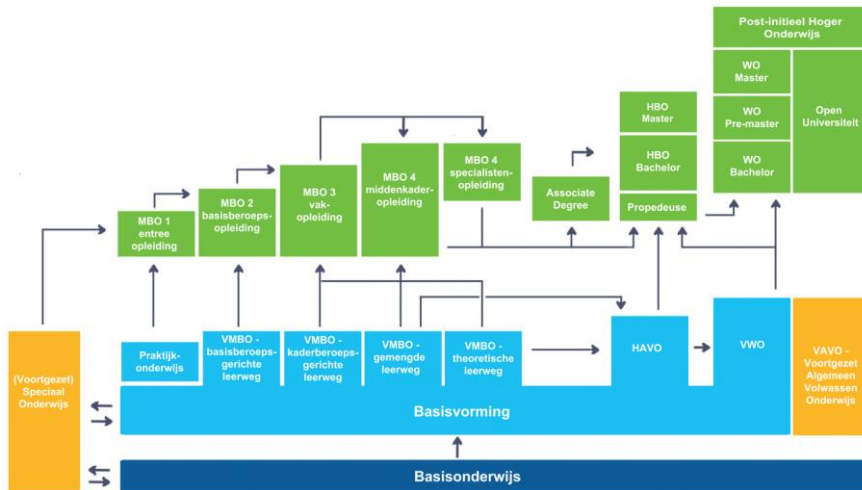 Post-initieel Hoger
Onderwijs
WO
Master
WO
Pre-master
WO
Bachelor
Open
Universiteit
HBO
Master
HBO
Bachelor
Propedeuse
Associate
Degree
MBO 4
specialisten-
opleiding
MBO 4
middenkader-
opleiding
MBO 3
vak-
opleiding
MBO 2
basisberoeps-
opleiding
MBO 1
entree
opleiding
(Voortgezet)
Speciaal
Onderwijs
Praktijk-
onderwijs
VMBO -
basisberoeps-
gerichte
leerweg
VMBO -
kaderberoeps-
gerichte
leerweg
VMBO -
gemengde
leerweg
VMBO -
theoretische
leerweg
HAVO
VWO
VAVO -
Voortgezet
Algemeen
Volwassen
Onderwijs
Basisvorming
Basisonderwijs